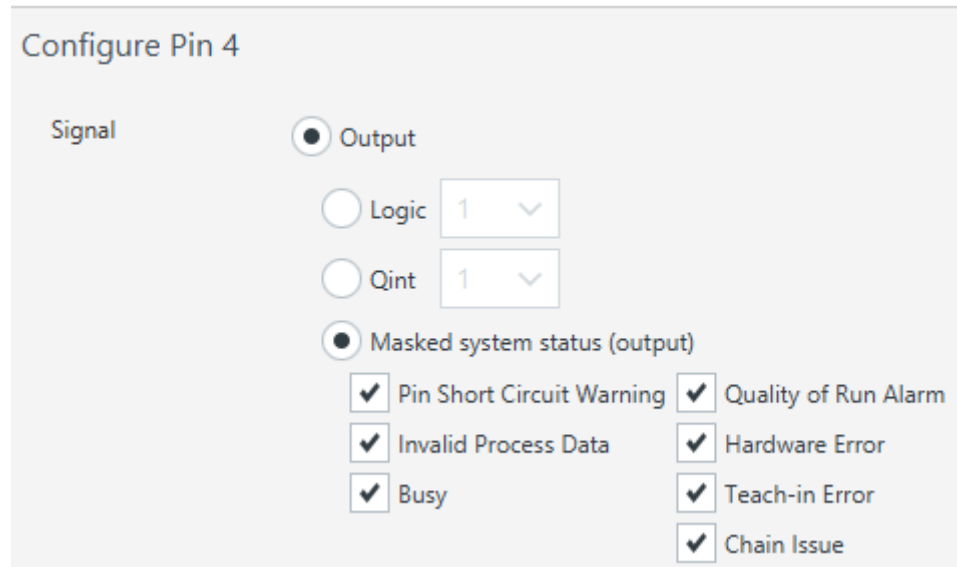 Configure Pin 4
Signal
Output
Logic 1
Qint 1
Masked system status (output)
Pin Short Circuit Warning Quality of Run Alarm
Invalid Process Data Hardware Error
Busy Teach-in Error
Chain Issue